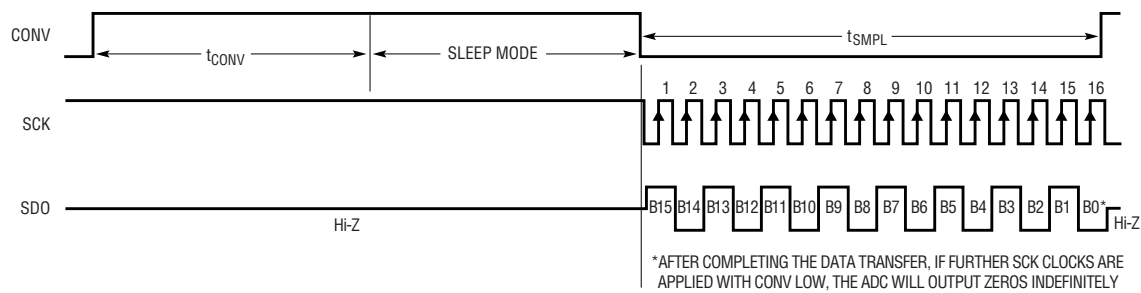 CONV
tCONV
SLEEP MODE
tSMPL
1 2 3 4 5 6 7 8 9 10 11 12 13 14 15 16
SCK
SDO
B15 B14 B13 B12 B11 B10 B9 B8 B7 B6 B5 B4 B3 B2 B1 B0*
Hi-Z
Hi-Z
*AFTER COMPLETING THE DATA TRANSFER, IF FURTHER SCK CLOCKS ARE
APPLIED WITH CONV LOW, THE ADC WILL OUTPUT ZEROS INDEFINITELY